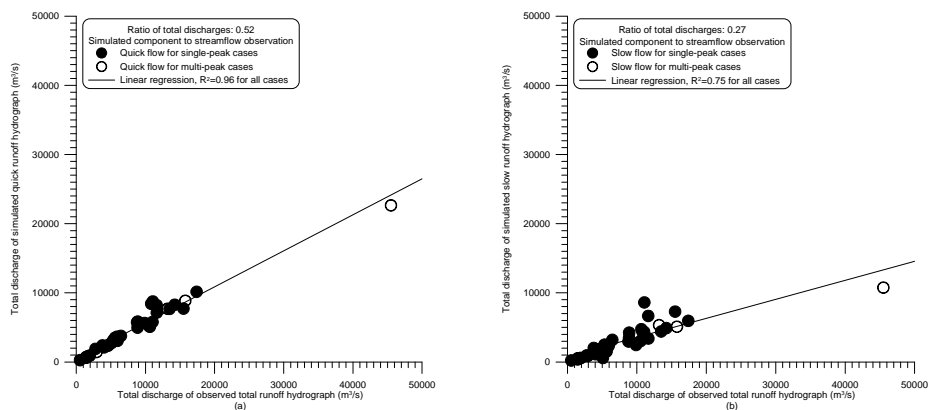 Ratio of total discharges: 0.52
Simulated component to streamflow observation
Quick flow for single-peak cases
Quick flow for multi-peak cases
Linear regression, R²=0.96 for all cases
Total discharge of simulated quick runoff hydrograph (m³/s)
50000
40000
30000
20000
10000
0
0 10000 20000 30000 40000 50000
Total discharge of observed total runoff hydrograph (m³/s)
(a)
Ratio of total discharges: 0.27
Simulated component to streamflow observation
Slow flow for single-peak cases
Slow flow for multi-peak cases
Linear regression, R²=0.75 for all cases
Total discharge of simulated slow runoff hydrograph (m³/s)
50000
40000
30000
20000
10000
0
0 10000 20000 30000 40000 50000
Total discharge of observed total runoff hydrograph (m³/s)
(b)